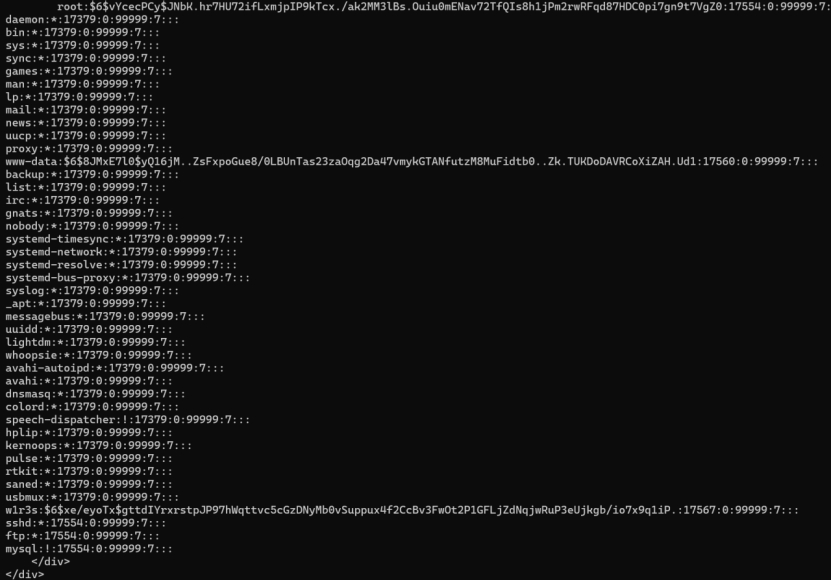 root:$6$vYcecPCy$JNbK.hr7HU72ifLxmjpIP9kTcx./ak2MM3lBs.Ouiu0mENav72TfQIs8h1jPm2rwRFqd87HDC0pi7gn9t7VgZ0:17554:0:99999:7:
daemon:*:17379:0:99999:7:::
bin:*:17379:0:99999:7:::
sys:*:17379:0:99999:7:::
sync:*:17379:0:99999:7:::
games:*:17379:0:99999:7:::
man:*:17379:0:99999:7:::
lp:*:17379:0:99999:7:::
mail:*:17379:0:99999:7:::
news:*:17379:0:99999:7:::
uucp:*:17379:0:99999:7:::
proxy:*:17379:0:99999:7:::
www-data:$6$8JMxE7l0$yQ16jM..ZsFxpoGue8/0LBUnTas23zaOqg2Da47vmykGTANfutzM8MuFidtb0..Zk.TUKDoDAVRCoXiZAH.Ud1:17560:0:99999:7:::
backup:*:17379:0:99999:7:::
list:*:17379:0:99999:7:::
irc:*:17379:0:99999:7:::
gnats:*:17379:0:99999:7:::
nobody:*:17379:0:99999:7:::
systemd-timesync:*:17379:0:99999:7:::
systemd-network:*:17379:0:99999:7:::
systemd-resolve:*:17379:0:99999:7:::
systemd-bus-proxy:*:17379:0:99999:7:::
syslog:*:17379:0:99999:7:::
_apt:*:17379:0:99999:7:::
messagebus:*:17379:0:99999:7:::
uuidd:*:17379:0:99999:7:::
lightdm:*:17379:0:99999:7:::
whoopsie:*:17379:0:99999:7:::
avahi-autoipd:*:17379:0:99999:7:::
avahi:*:17379:0:99999:7:::
dnsmasq:*:17379:0:99999:7:::
colord:*:17379:0:99999:7:::
speech-dispatcher:!:17379:0:99999:7:::
hplip:*:17379:0:99999:7:::
kernoops:*:17379:0:99999:7:::
pulse:*:17379:0:99999:7:::
rtkit:*:17379:0:99999:7:::
saned:*:17379:0:99999:7:::
usbmux:*:17379:0:99999:7:::
w1r3s:$6$xe/eyoTx$gttdIYrxrstpJP97hWqttvc5cGzDNyMb0vSuppux4f2CcBv3FwOt2P1GFLjZdNqjwRuP3eUjkgb/io7x9q1iP.:17567:0:99999:7:::
sshd:*:17554:0:99999:7:::
ftp:*:17554:0:99999:7:::
mysql:!:17554:0:99999:7:::
</div>
</div>